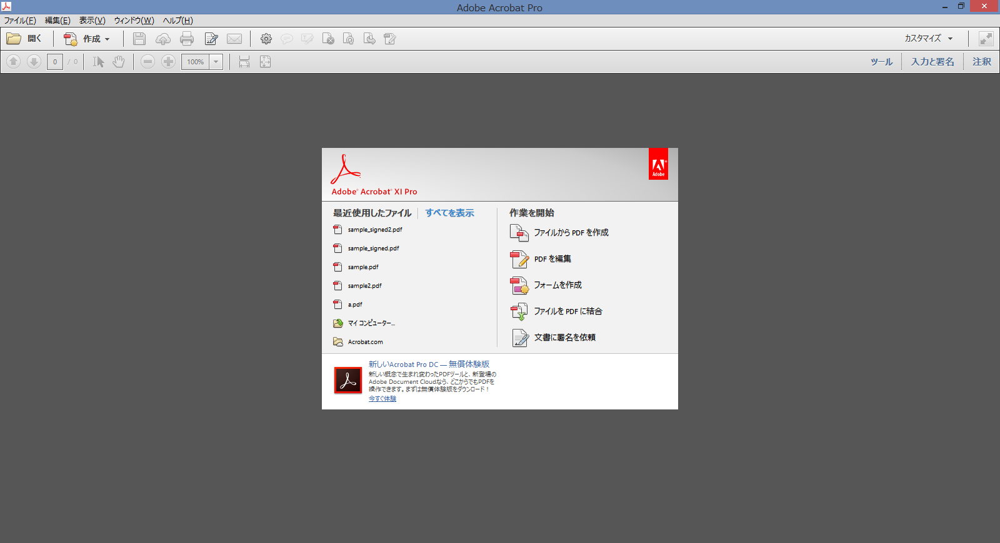 Adobe Acrobat Pro
ファイル(F) 編集(E) 表示(V) ウィンドウ(W) ヘルプ(H)
開く 作成 カスタマイズ
0 / 0 100% ツール 入力と署名 注釈
Adobe
Adobe® Acrobat® XI Pro
最近使用したファイル すべてを表示
sample_signed2.pdf
sample_signed.pdf
sample.pdf
sample2.pdf
a.pdf
マイ コンピューター...
Acrobat.com
作業を開始
ファイルから PDF を作成
PDF を編集
フォームを作成
ファイルを PDF に結合
文書に署名を依頼
新しいAcrobat Pro DC — 無償体験版
新しい概念で生まれ変わったPDFツールと、新登場の
Adobe Document Cloudなら、どこからでもPDFを
操作できます。まずは無償体験版をダウンロード！
今すぐ体験